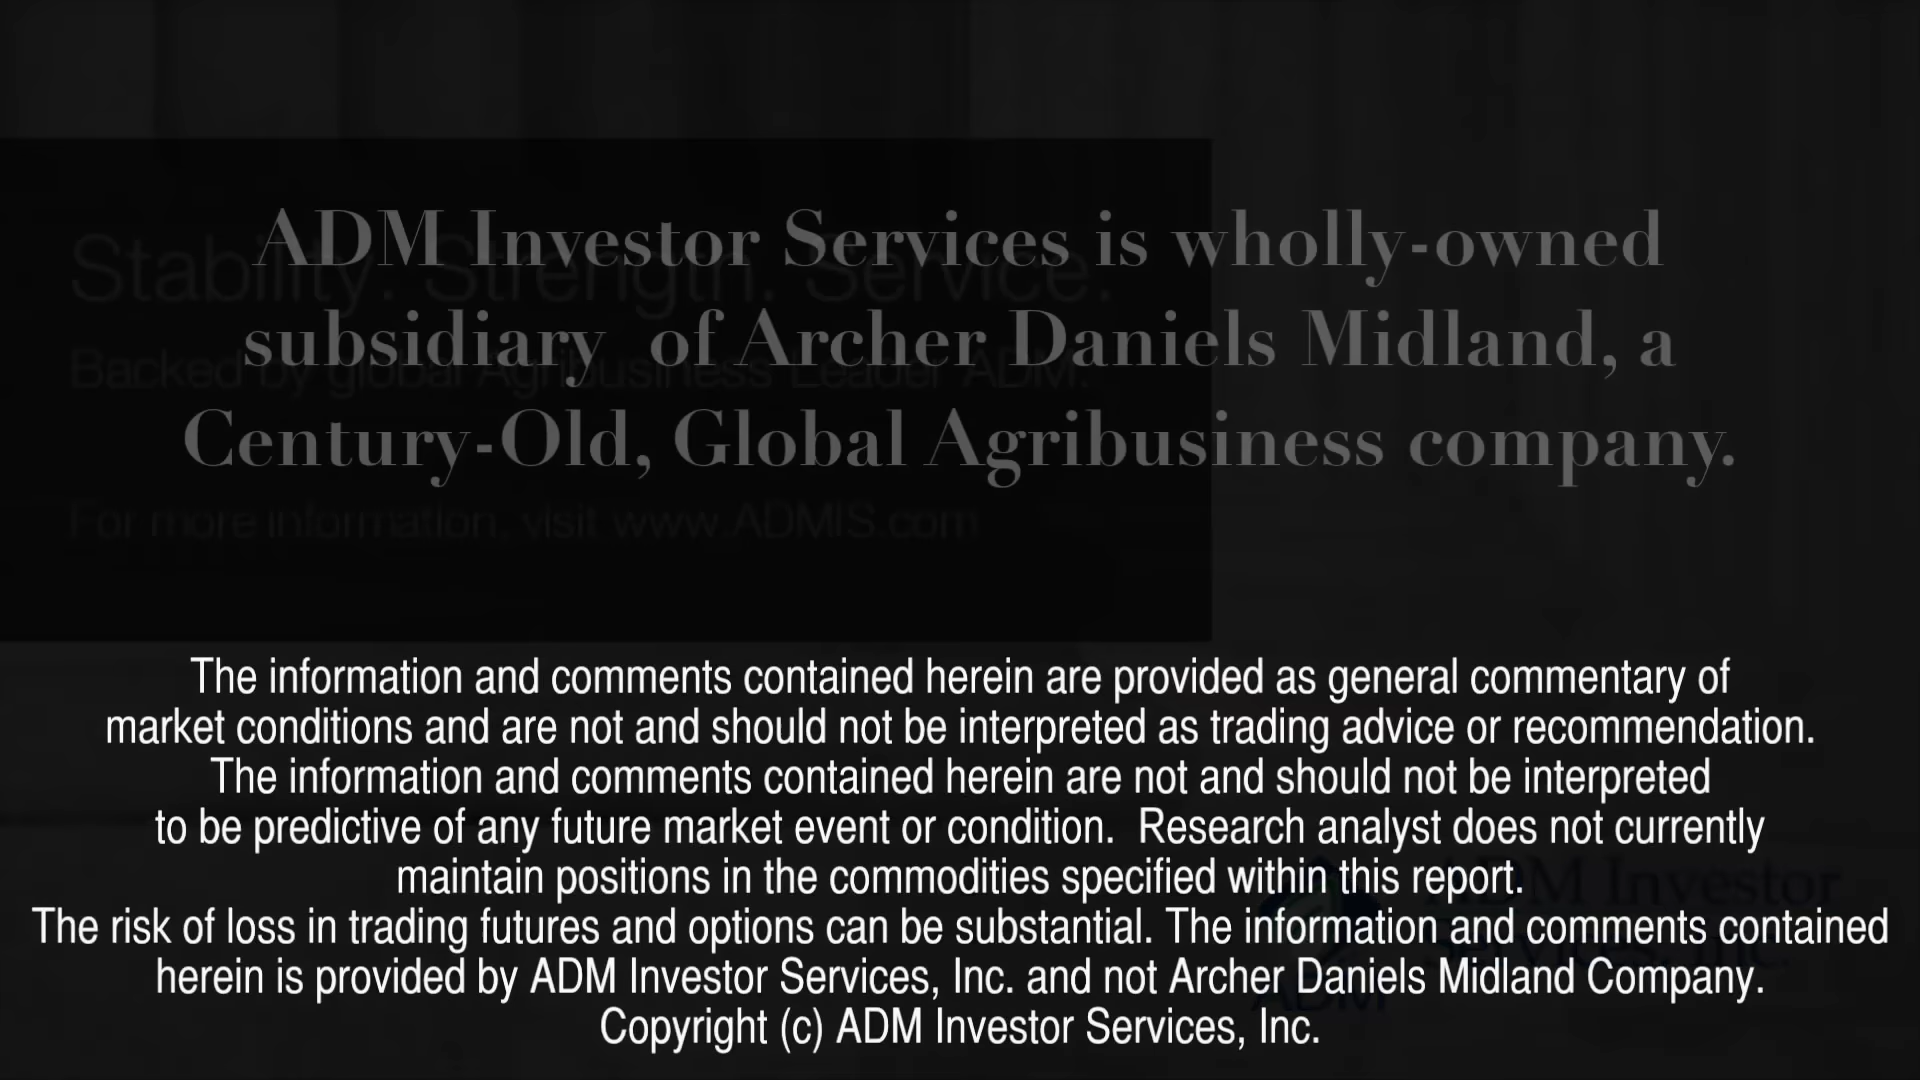 ADM Investor Services is wholly-owned
subsidiary of Archer Daniels Midland, a
Century-Old, Global Agribusiness company.
Stability. Strength. Service.
Backed by global Agribusiness Leader ADM.
For more information, visit www.ADMIS.com
The information and comments contained herein are provided as general commentary of
market conditions and are not and should not be interpreted as trading advice or recommendation.
The information and comments contained herein are not and should not be interpreted
to be predictive of any future market event or condition. Research analyst does not currently
maintain positions in the commodities specified within this report.
The risk of loss in trading futures and options can be substantial. The information and comments contained
herein is provided by ADM Investor Services, Inc. and not Archer Daniels Midland Company.
Copyright (c) ADM Investor Services, Inc.
ADM Investor
Services, Inc.
ADM